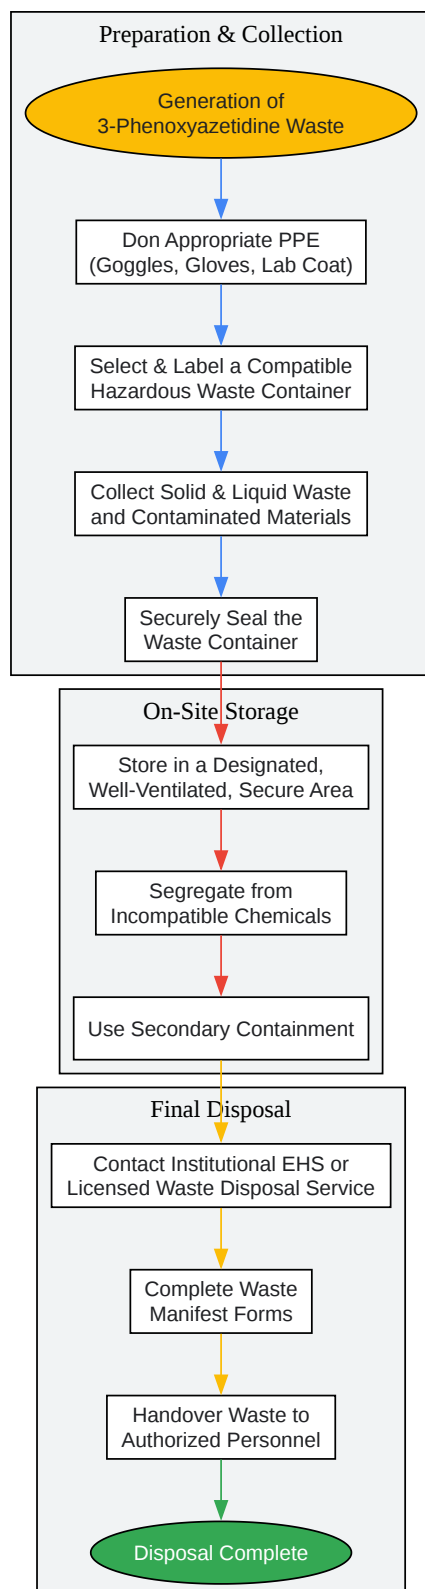 Preparation & Collection
Generation of
3-Phenoxyazetidine Waste
Don Appropriate PPE
(Goggles, Gloves, Lab Coat)
Select & Label a Compatible
Hazardous Waste Container
Collect Solid & Liquid Waste
and Contaminated Materials
Securely Seal the
Waste Container
On-Site Storage
Store in a Designated,
Well-Ventilated, Secure Area
Segregate from
Incompatible Chemicals
Use Secondary Containment
Final Disposal
Contact Institutional EHS or
Licensed Waste Disposal Service
Complete Waste
Manifest Forms
Handover Waste to
Authorized Personnel
Disposal Complete